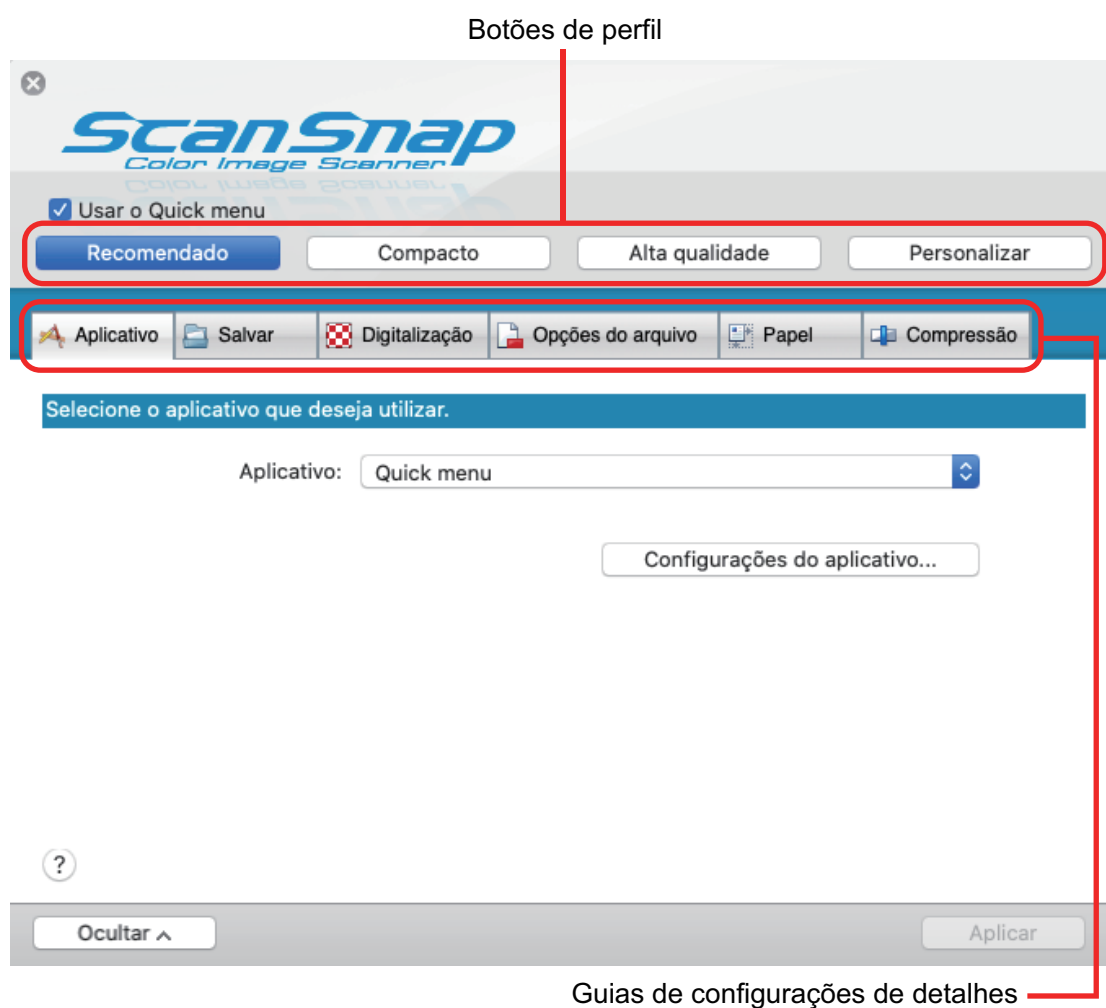 Botões de perfil
ScanSnap
Color Image Scanner
Usar o Quick menu
Recomendado Compacto Alta qualidade Personalizar
Aplicativo Salvar Digitalização Opções do arquivo Papel Compressão
Selecione o aplicativo que deseja utilizar.
Aplicativo: Quick menu
Configurações do aplicativo...
?
Ocultar Aplicar
Guias de configurações de detalhes